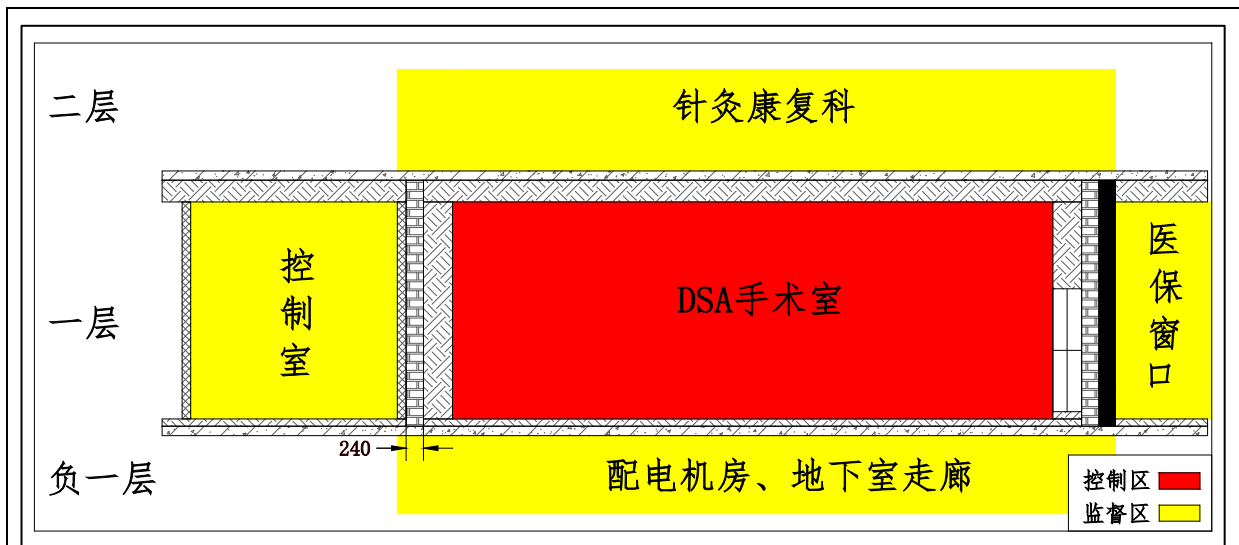 二层
针灸康复科
一层
控制室
DSA手术室
医保窗口
240
负一层
配电机房、地下室走廊
控制区
监督区